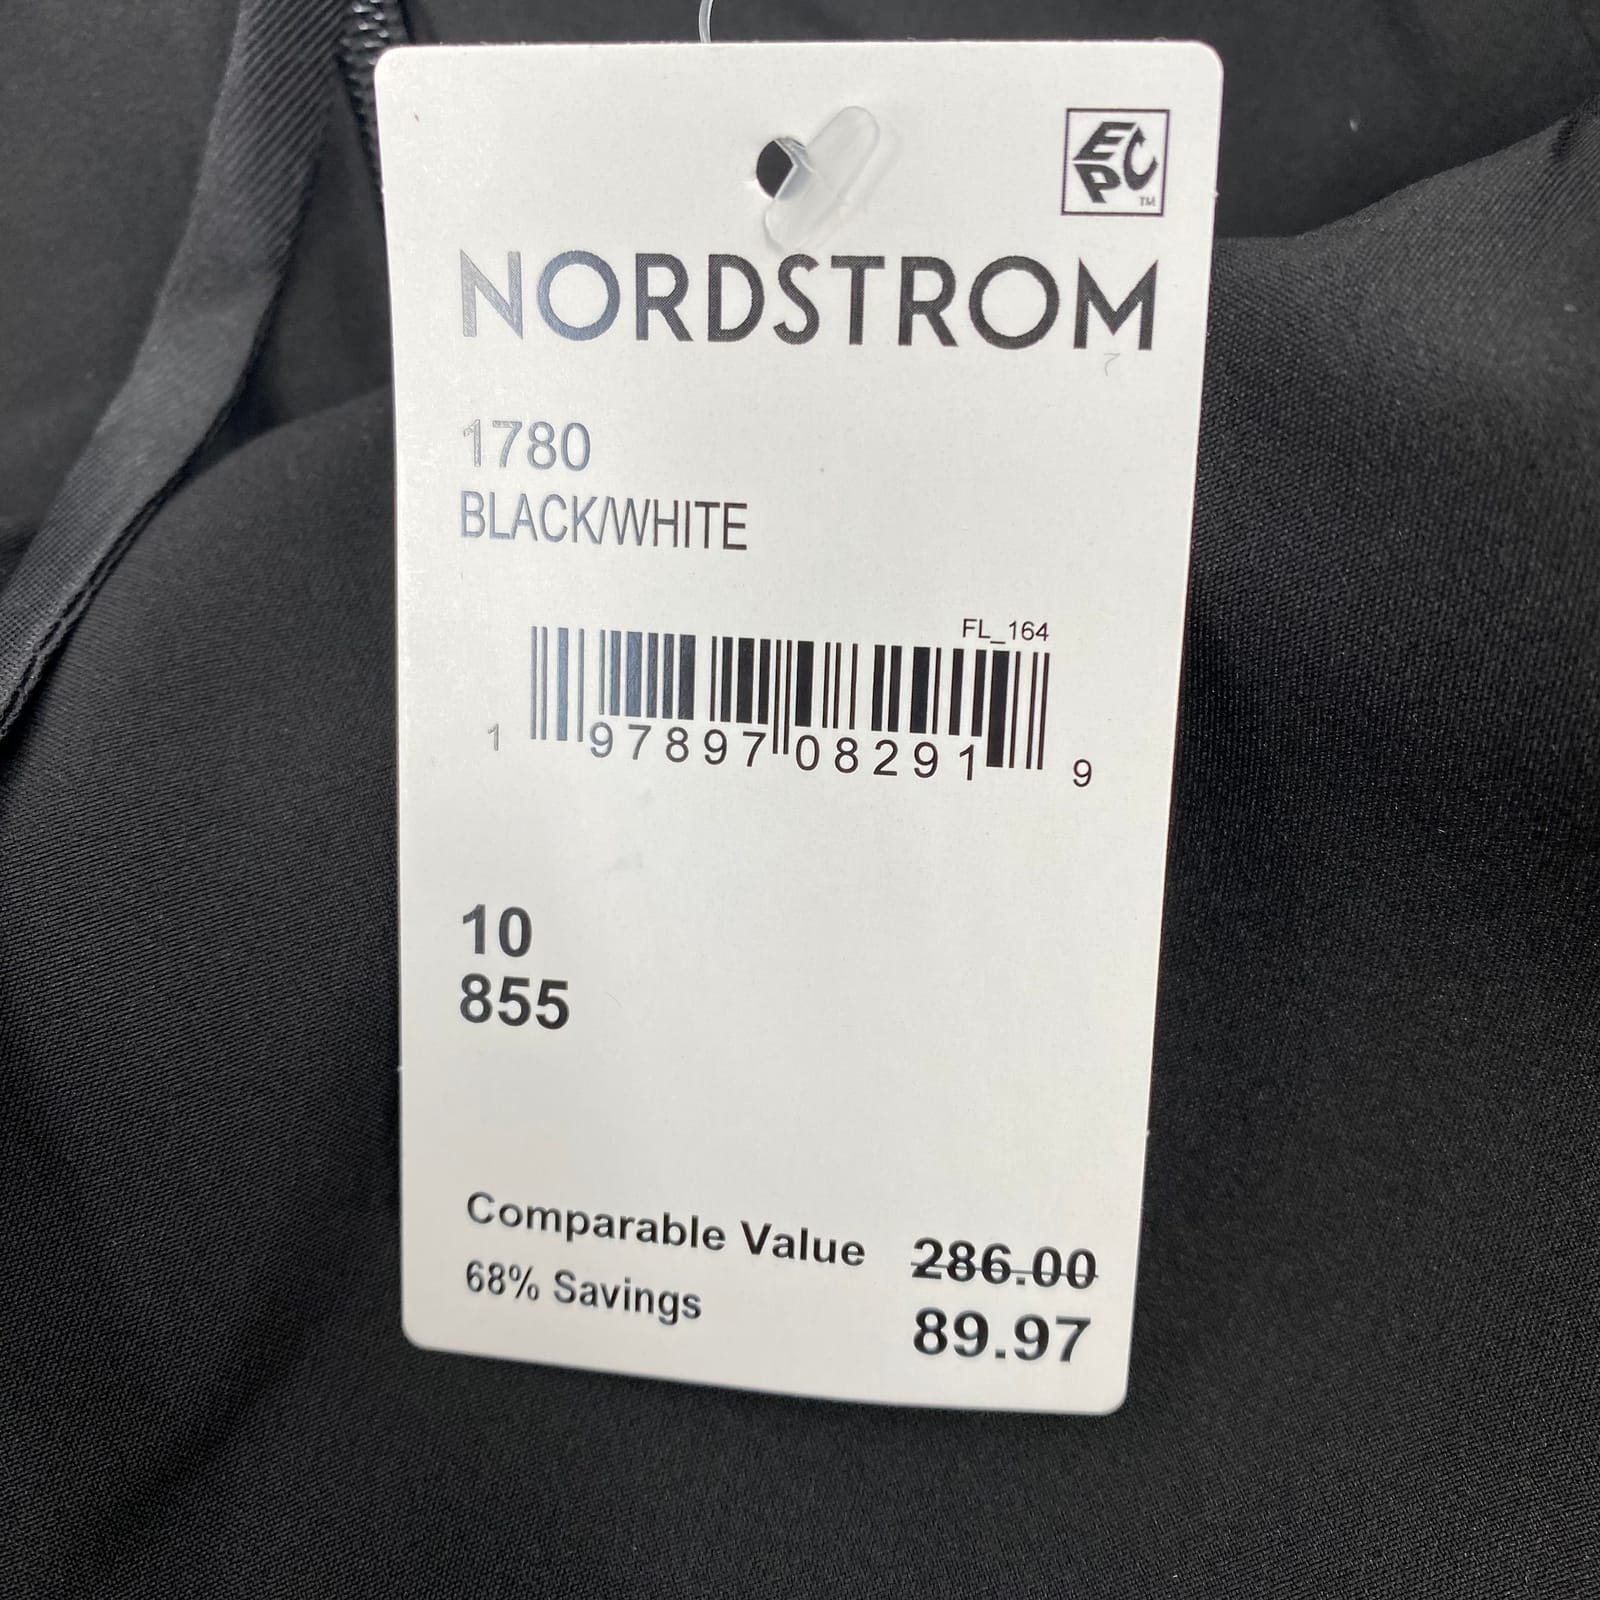 ECP™
NORDSTROM
1780
BLACK/WHITE
FL_164
1 97897 08291 9
10
855
Comparable Value 286.00
68% Savings 89.97